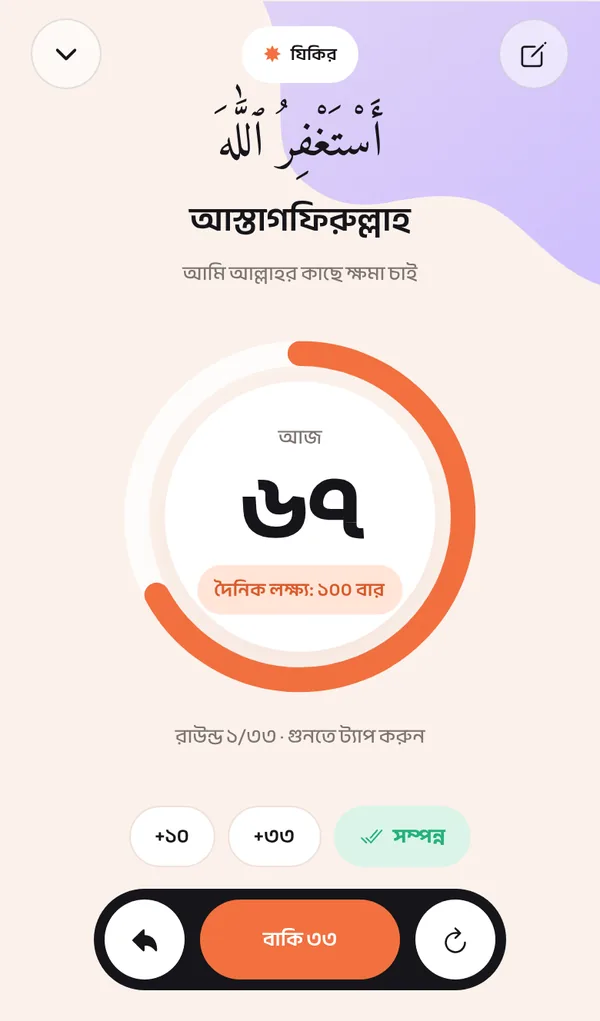 যিকির
أَسْتَغْفِرُ ٱللَّٰهَ
আস্তাগফিরুল্লাহ
আমি আল্লাহর কাছে ক্ষমা চাই
আজ
৬৭
দৈনিক লক্ষ্য: ১০০ বার
রাউন্ড ১/৩৩ · গুনতে ট্যাপ করুন
+১০ +৩৩ সম্পন্ন
বাকি ৩৩